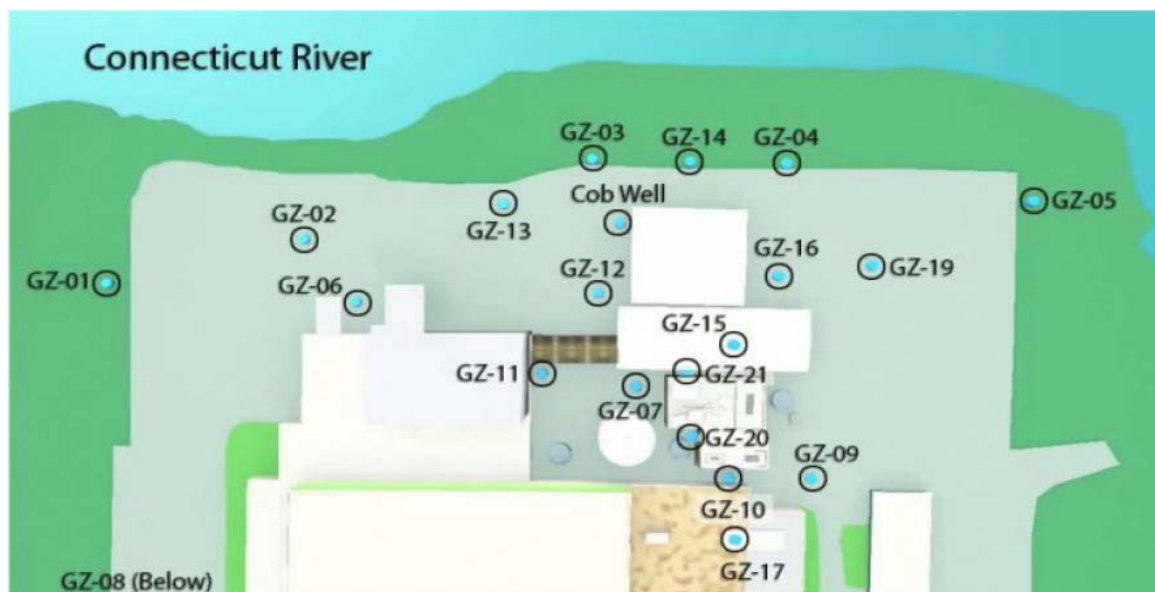 Connecticut River
GZ-03
GZ-14
GZ-04
Cob Well
GZ-05
GZ-02
GZ-13
GZ-01
GZ-06
GZ-12
GZ-16
GZ-19
GZ-15
GZ-11
GZ-21
GZ-07
GZ-20
GZ-09
GZ-10
GZ-17
GZ-08 (Below)